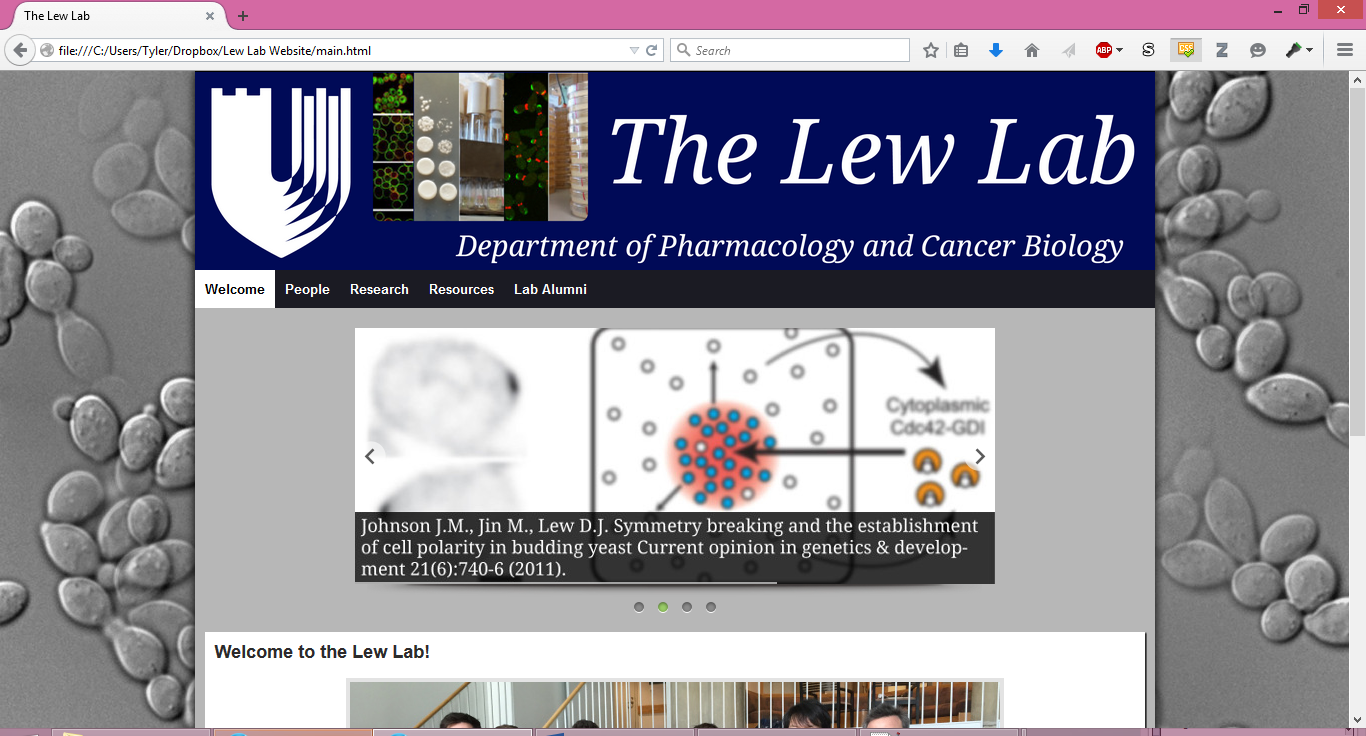 The Lew Lab
file:///C:/Users/Tyler/Dropbox/Lew Lab Website/main.html
Search
ABP
The Lew Lab
Department of Pharmacology and Cancer Biology
Welcome People Research Resources Lab Alumni
Cytoplasmic
Cdc42-GDI
Johnson J.M., Jin M., Lew D.J. Symmetry breaking and the establishment
of cell polarity in budding yeast Current opinion in genetics & develop-
ment 21(6):740-6 (2011).
Welcome to the Lew Lab!